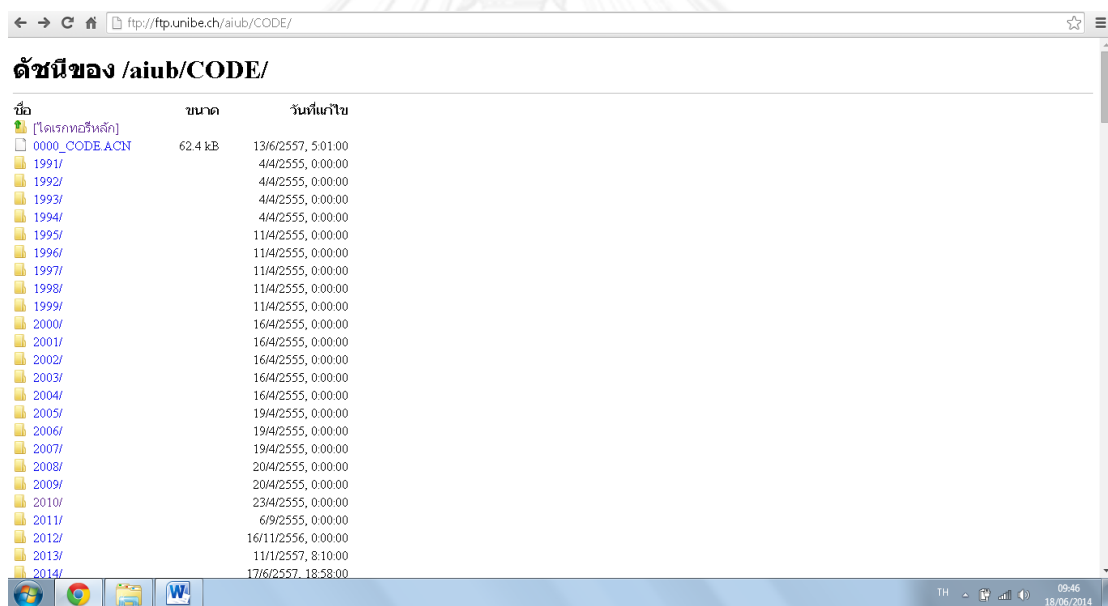 ftp://ftp.unibe.ch/aiub/CODE/
ดัชนีของ /aiub/CODE/
ชื่อ ขนาด วันที่แก้ไข
[ไดเรกทอรีหลัก]
0000_CODE.ACN 62.4 kB 13/6/2557, 5:01:00
1991/ 4/4/2555, 0:00:00
1992/ 4/4/2555, 0:00:00
1993/ 4/4/2555, 0:00:00
1994/ 4/4/2555, 0:00:00
1995/ 11/4/2555, 0:00:00
1996/ 11/4/2555, 0:00:00
1997/ 11/4/2555, 0:00:00
1998/ 11/4/2555, 0:00:00
1999/ 11/4/2555, 0:00:00
2000/ 16/4/2555, 0:00:00
2001/ 16/4/2555, 0:00:00
2002/ 16/4/2555, 0:00:00
2003/ 16/4/2555, 0:00:00
2004/ 16/4/2555, 0:00:00
2005/ 19/4/2555, 0:00:00
2006/ 19/4/2555, 0:00:00
2007/ 19/4/2555, 0:00:00
2008/ 20/4/2555, 0:00:00
2009/ 20/4/2555, 0:00:00
2010/ 23/4/2555, 0:00:00
2011/ 6/9/2555, 0:00:00
2012/ 16/11/2556, 0:00:00
2013/ 11/1/2557, 8:10:00
2014/ 17/6/2557, 18:58:00
W TH 09:46
18/06/2014